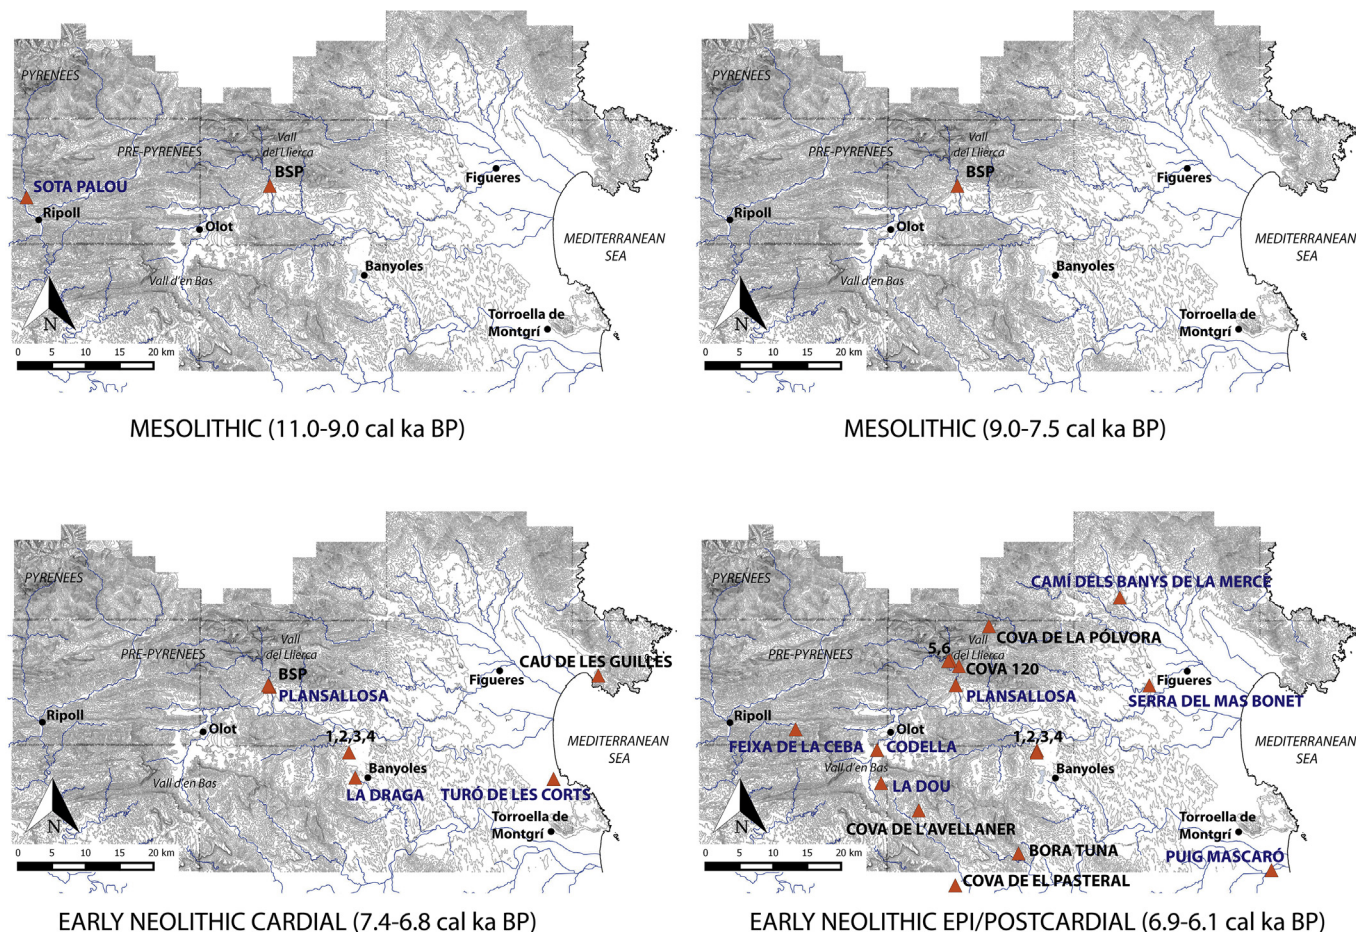 PYRENEES
Vall
del Llierca
PRE-PYRENEES
BSP
Figueres
SOTA PALOU
Ripoll
Olot
MEDITERRANEAN
SEA
Banyoles
Vall d'en Bas
Torroella de
Montgrí
N
0 5 10 15 20 km
MESOLITHIC (11.0-9.0 cal ka BP)
PYRENEES
Vall
del Llierca
PRE-PYRENEES
BSP
Figueres
Ripoll
Olot
MEDITERRANEAN
SEA
Banyoles
Vall d'en Bas
Torroella de
Montgrí
N
0 5 10 15 20 km
MESOLITHIC (9.0-7.5 cal ka BP)
PYRENEES
Vall
del Llierca
PRE-PYRENEES
CAU DE LES GUILLES
BSP
Figueres
PLANSALLOSA
Ripoll
Olot
1,2,3,4
MEDITERRANEAN
SEA
Banyoles
Vall d'en Bas
LA DRAGA
TURÓ DE LES CORTS
Torroella de
Montgrí
N
0 5 10 15 20 km
EARLY NEOLITHIC CARDIAL (7.4-6.8 cal ka BP)
PYRENEES
CAMÍ DELS BANYS DE LA MERCE
COVA DE LA PÓLVORA
Vall
del Llierca
5,6
PRE-PYRENEES
COVA 120
Figueres
PLANSALLOSA
SERRA DEL MAS BONET
Ripoll
Olot
FEIXA DE LA CEBA
CODELLA
1,2,3,4
MEDITERRANEAN
SEA
Vall d'en Bas
Banyoles
LA DOU
COVA DE L'AVELLANER
Torroella de
Montgrí
BORA TUNA
PUIG MASCARÓ
N
0 5 10 15 20 km
COVA DE EL PASTERAL
EARLY NEOLITHIC EPI/POSTCARDIAL (6.9-6.1 cal ka BP)